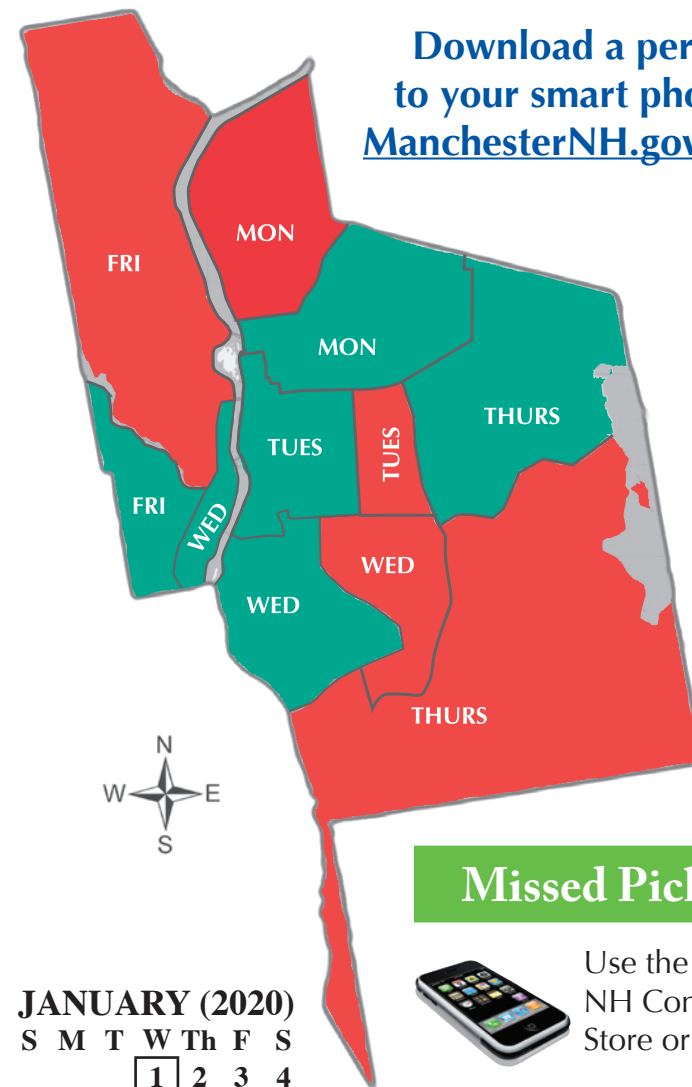 Download a per
to your smart pho
ManchesterNH.gov
MON
FRI
MON
THURS
TUES
TUES
FRI
WED
WED
WED
THURS
N
W E
S
Missed Pick
Use the
NH Con
Store or
JANUARY (2020)
S M T W Th F S
1 2 3 4